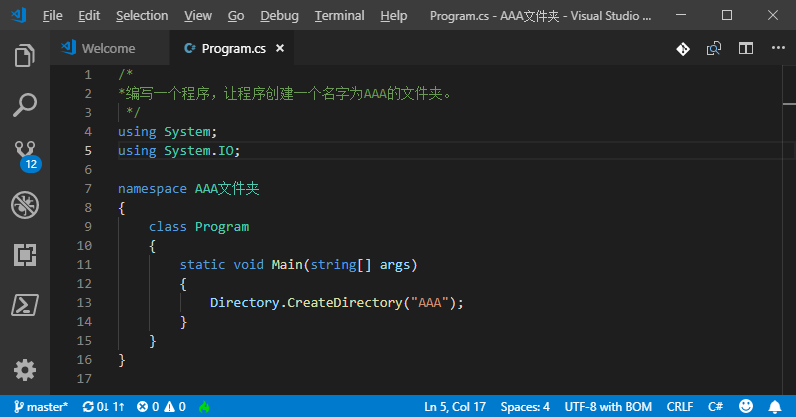 File Edit Selection View Go Debug Terminal Help Program.cs - AAA文件夹 - Visual Studio ...
Welcome Program.cs
1 /*
2 *编写一个程序，让程序创建一个名字为AAA的文件夹。
3 */
4 using System;
5 using System.IO;
6
7 namespace AAA文件夹
8 {
9 class Program
10 {
11 static void Main(string[] args)
12 {
13 Directory.CreateDirectory("AAA");
14 }
15 }
16 }
17
12
master* 0↓ 1↑ 0 0 Ln 5, Col 17 Spaces: 4 UTF-8 with BOM CRLF C#